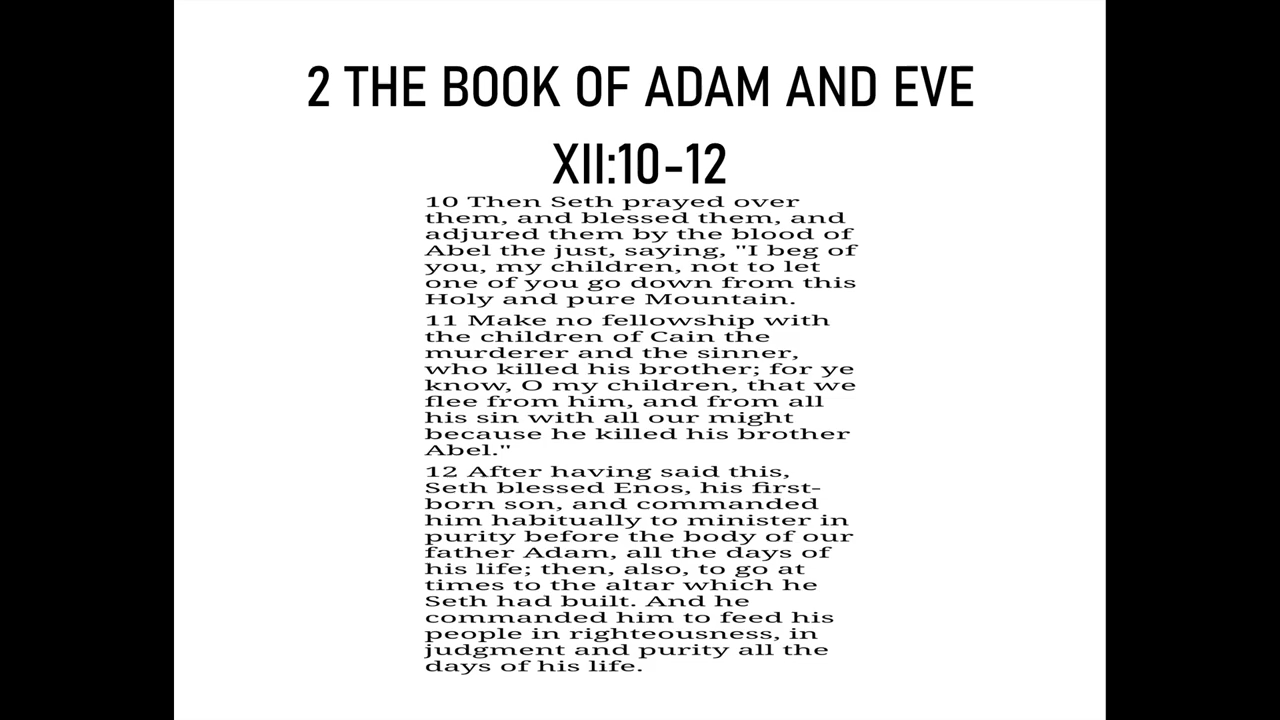 2 THE BOOK OF ADAM AND EVE
XII:10-12
10 Then Seth prayed over
them, and blessed them, and
adjured them by the blood of
Abel the just, saying, "I beg of
you, my children, not to let
one of you go down from this
Holy and pure Mountain.
11 Make no fellowship with
the children of Cain the
murderer and the sinner,
who killed his brother; for ye
know, O my children, that we
flee from him, and from all
his sin with all our might
because he killed his brother
Abel."
12 After having said this,
Seth blessed Enos, his first-
born son, and commanded
him habitually to minister in
purity before the body of our
father Adam, all the days of
his life; then, also, to go at
times to the altar which he
Seth had built. And he
commanded him to feed his
people in righteousness, in
judgment and purity all the
days of his life.